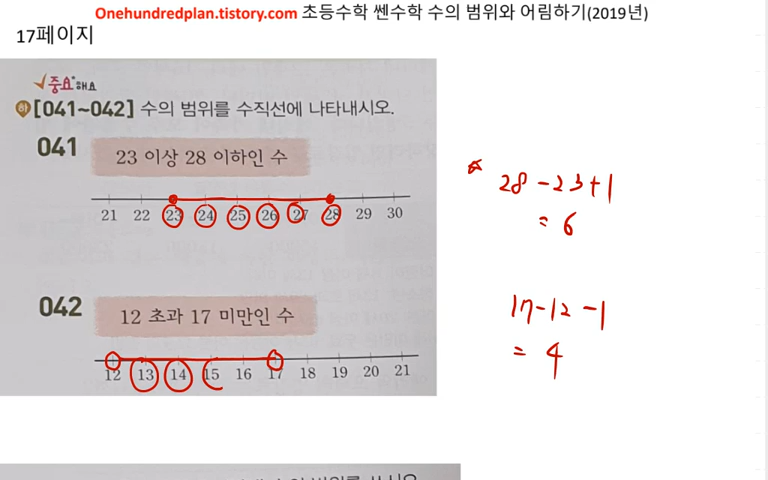 Onehundredplan.tistory.com 초등수학 쎈수학 수의 범위와 어림하기(2019년)
17페이지
중요*
하 [041~042] 수의 범위를 수직선에 나타내시오.
041
23 이상 28 이하인 수
21 22 23 24 25 26 27 28 29 30
28-23+1
= 6
042
12 초과 17 미만인 수
12 13 14 15 16 17 18 19 20 21
17-12-1
= 4